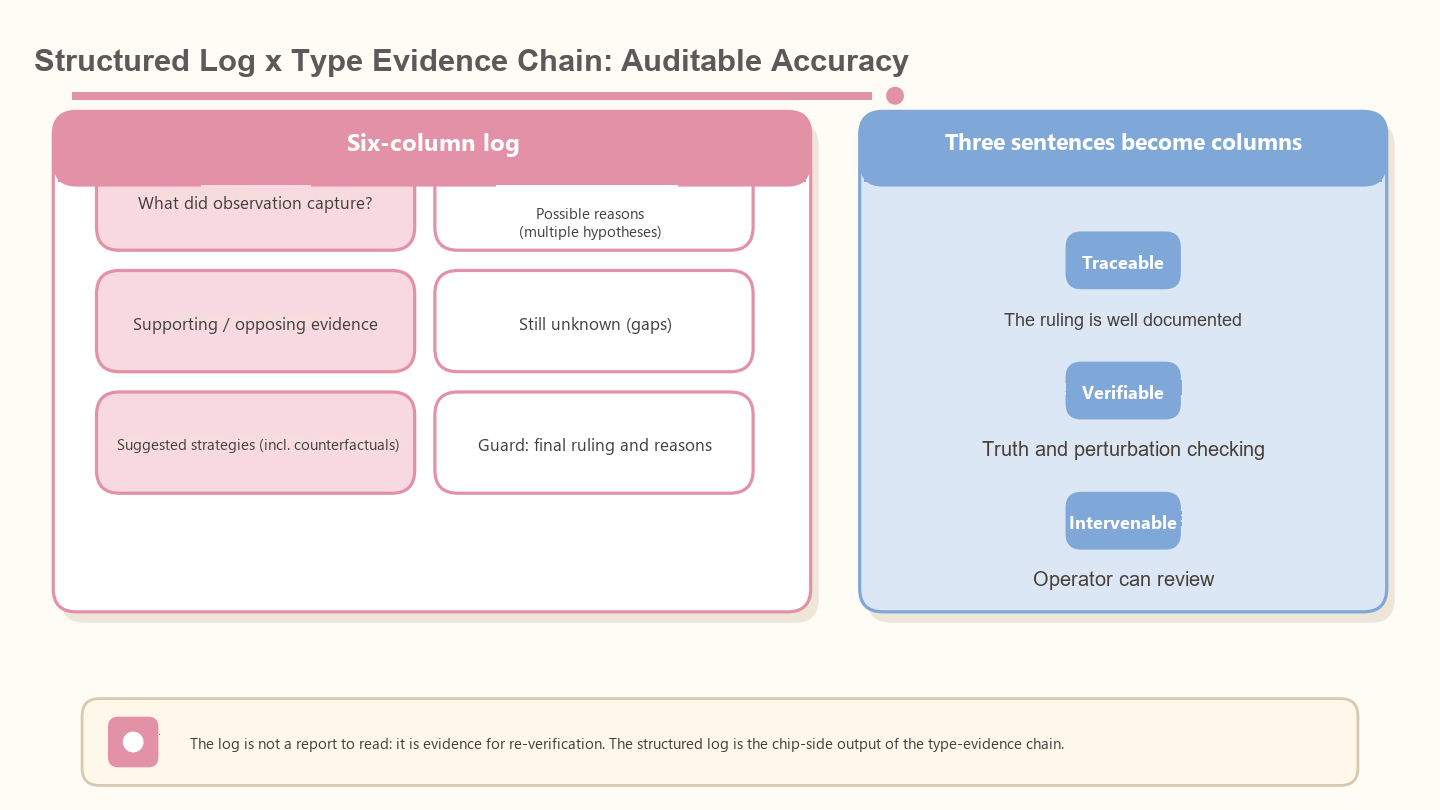 Structured Log x Type Evidence Chain: Auditable Accuracy
Six-column log
What did observation capture?
Possible reasons
(multiple hypotheses)
Supporting / opposing evidence
Still unknown (gaps)
Suggested strategies (incl. counterfactuals)
Guard: final ruling and reasons
Three sentences become columns
Traceable
The ruling is well documented
Verifiable
Truth and perturbation checking
Intervenable
Operator can review
The log is not a report to read: it is evidence for re-verification. The structured log is the chip-side output of the type-evidence chain.